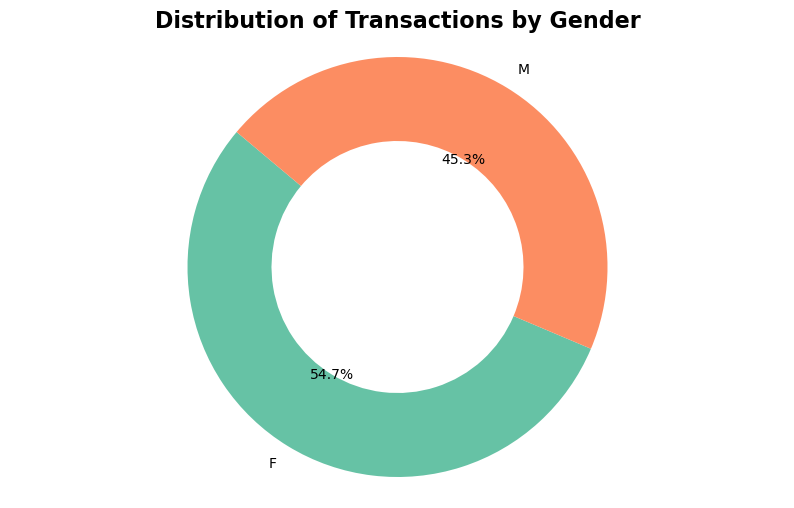 Distribution of Transactions by Gender
M
45.3%
54.7%
F